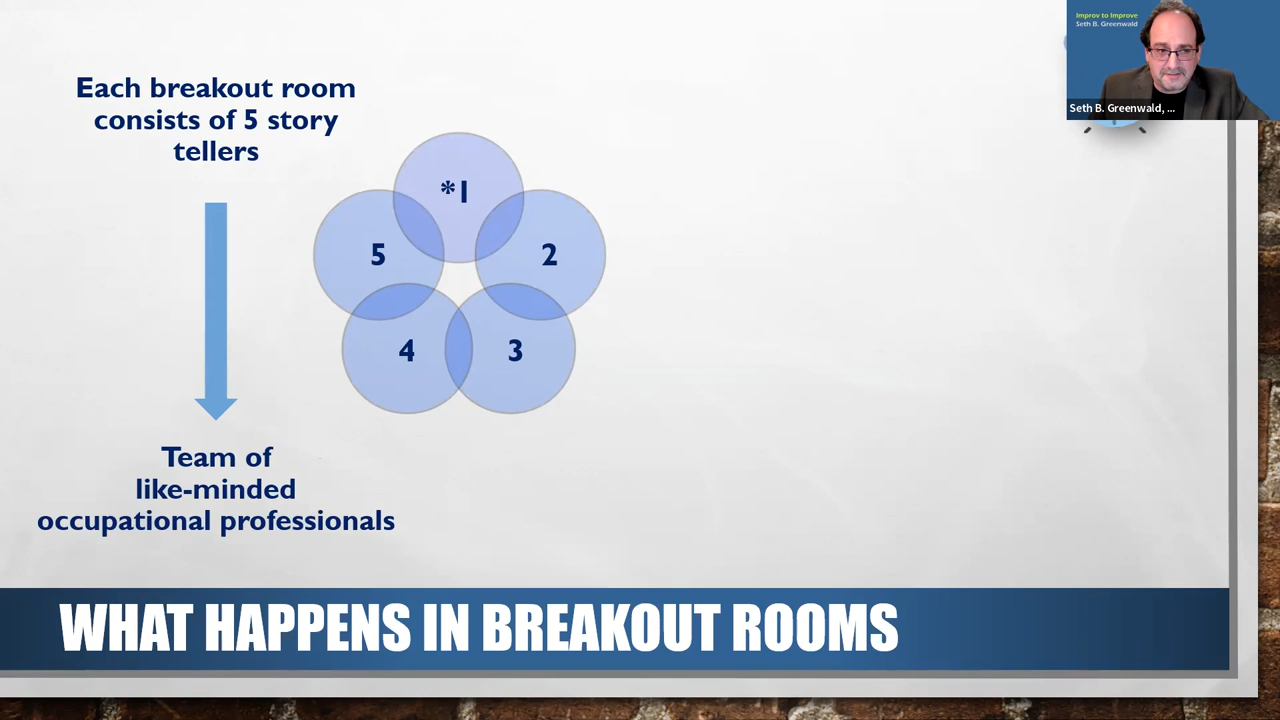 Improv to Improve
Seth B. Greenwald
Seth B. Greenwald, ...
Each breakout room
consists of 5 story
tellers
*1
5
2
4
3
Team of
like-minded
occupational professionals
WHAT HAPPENS IN BREAKOUT ROOMS